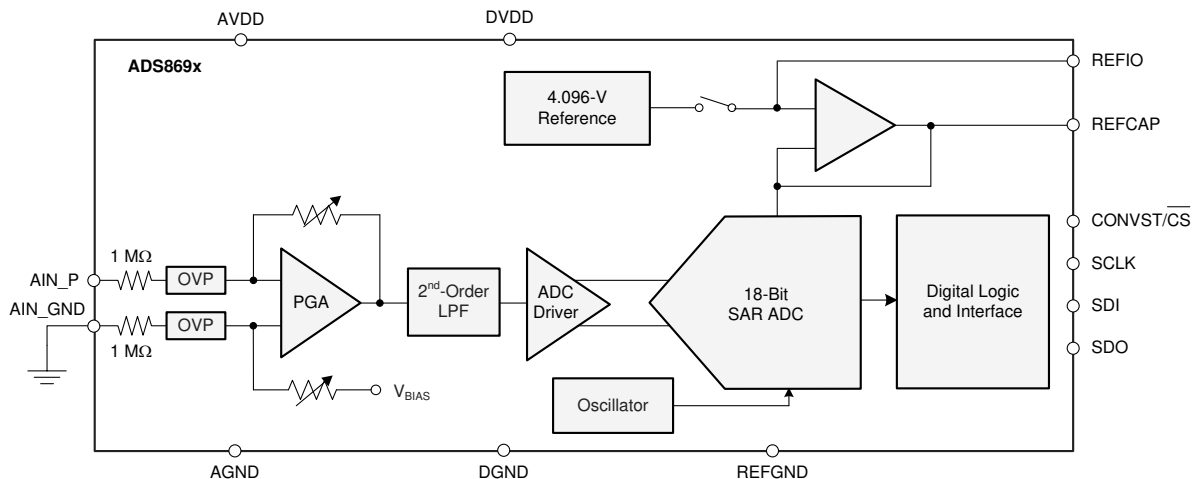 AVDD
DVDD
ADS869x
REFIO
4.096-V
Reference
REFCAP
CONVST/CS
1 MΩ
AIN_P
OVP
PGA
2nd-Order
LPF
ADC
Driver
18-Bit
SAR ADC
Digital Logic
and Interface
SCLK
AIN_GND
OVP
1 MΩ
SDI
SDO
VBIAS
Oscillator
AGND
DGND
REFGND